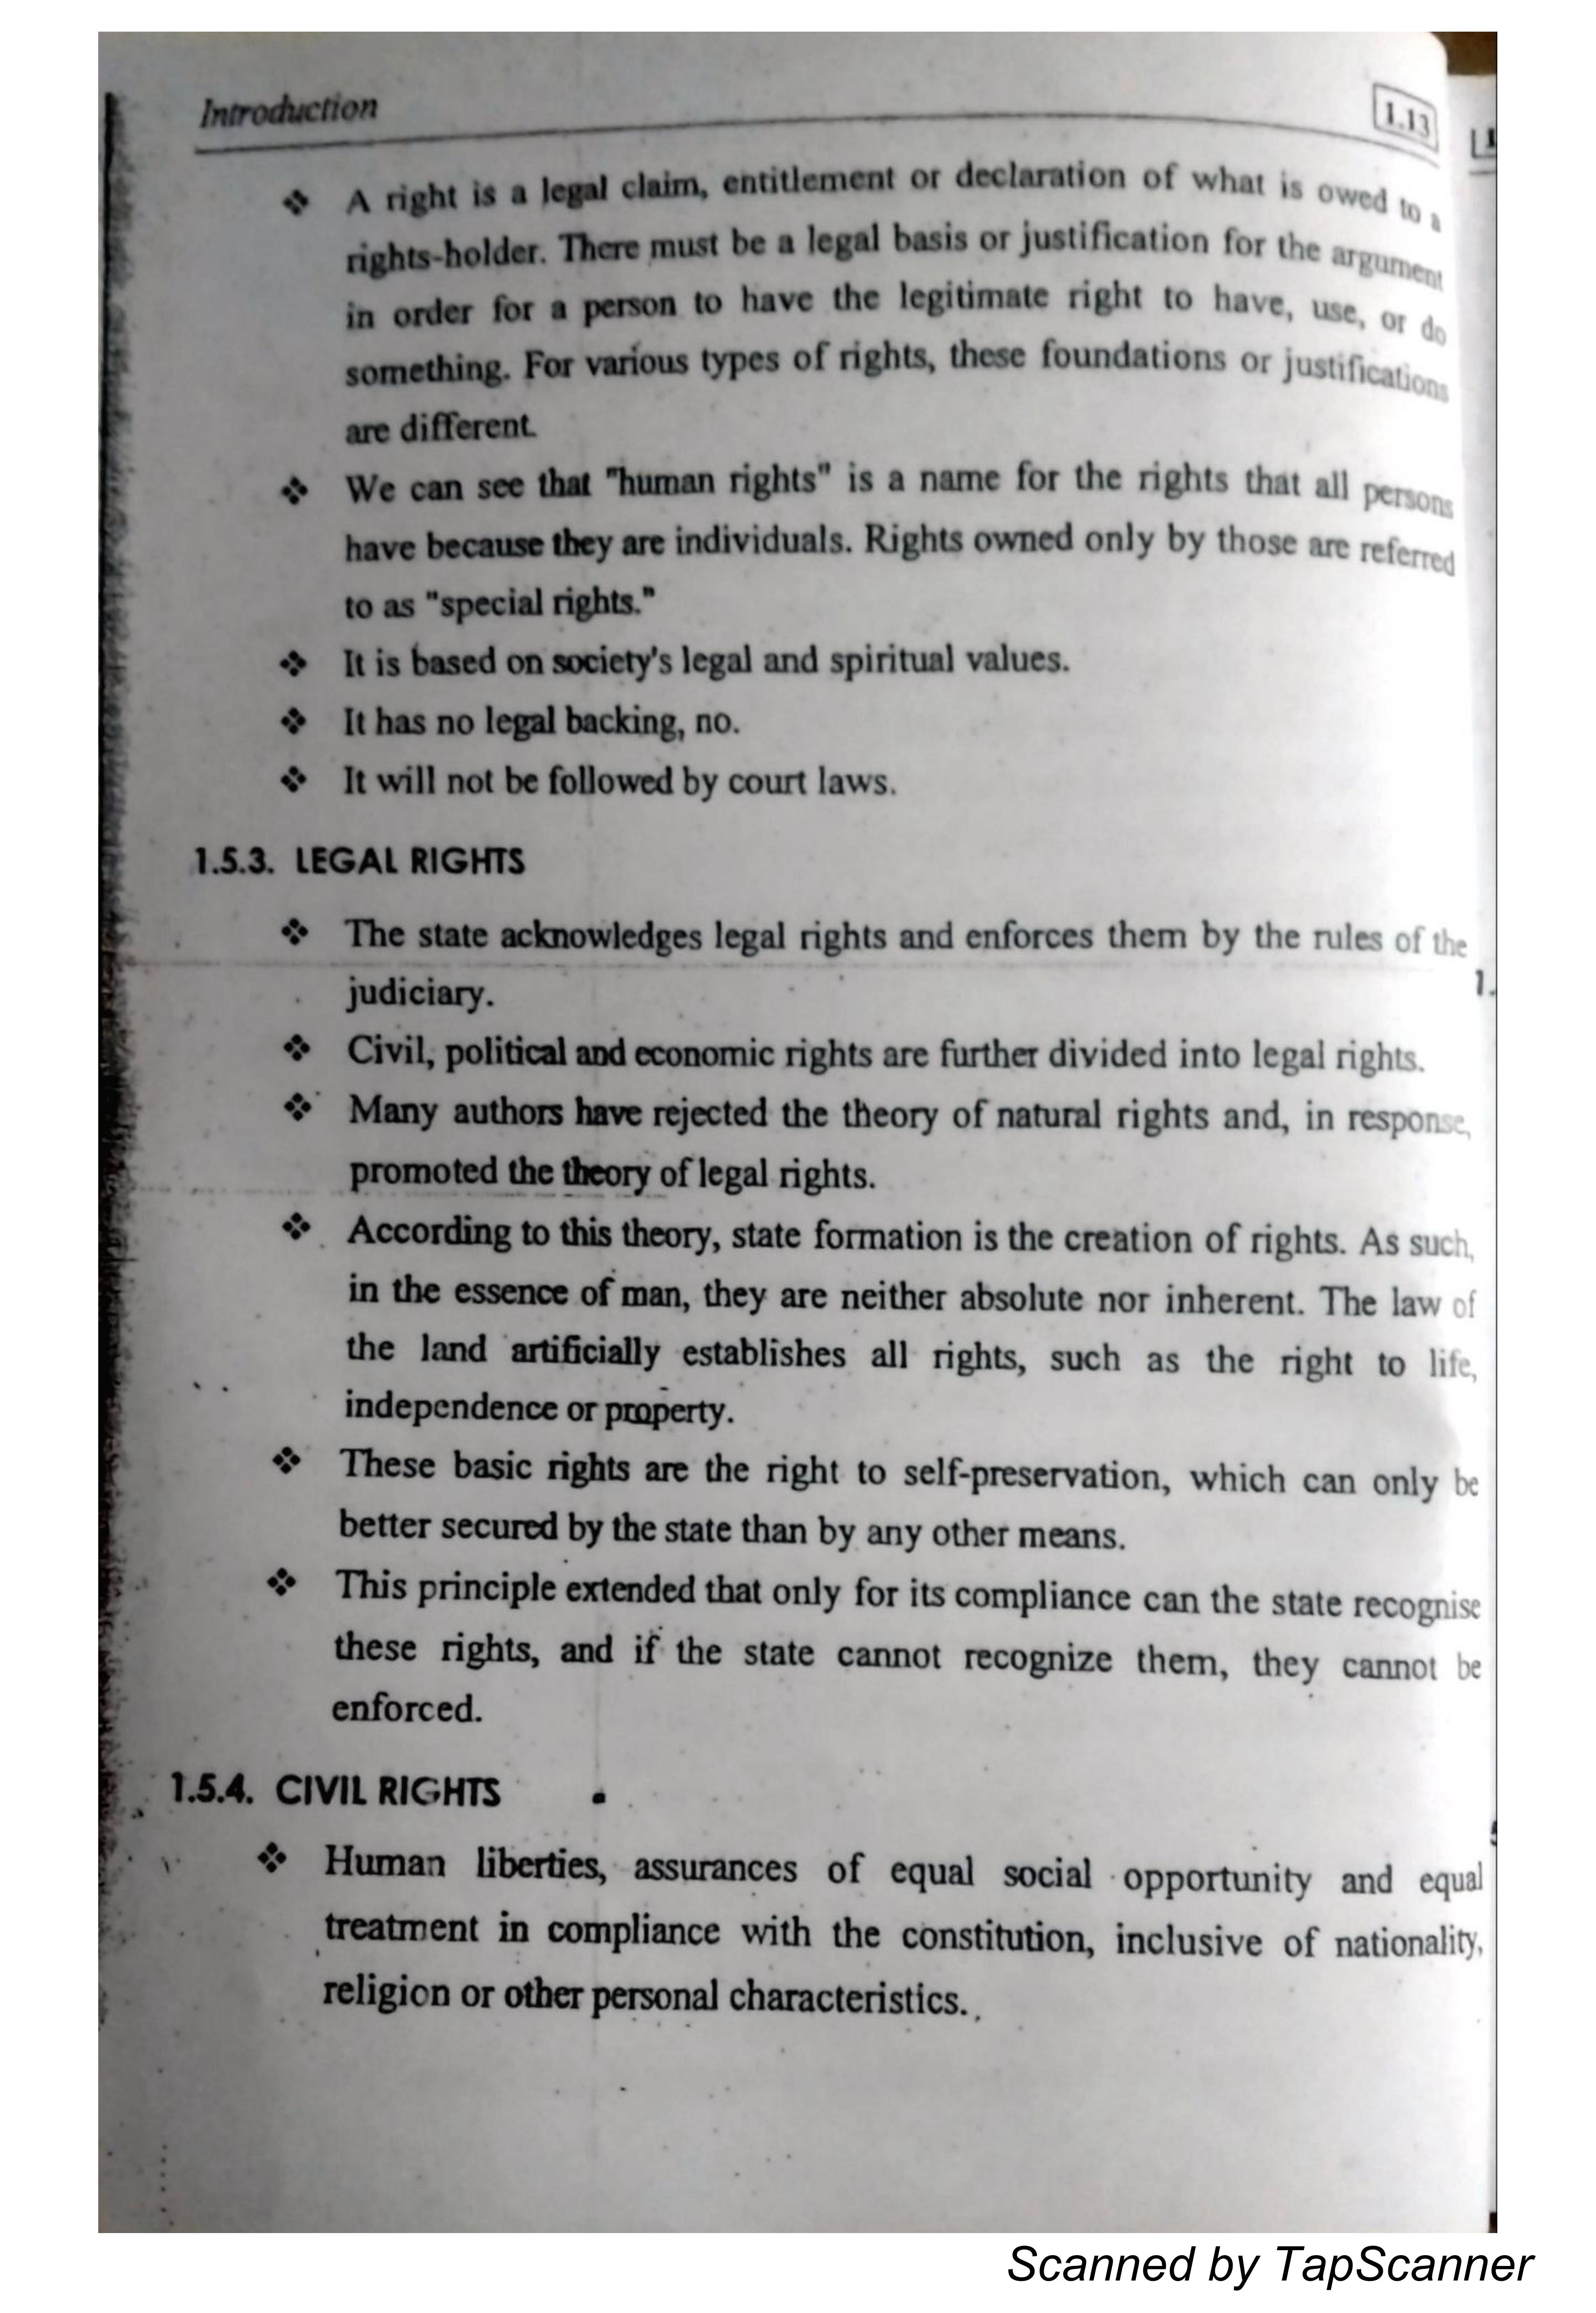 Introduction
1.13
❖ A right is a legal claim, entitlement or declaration of what is owed to a
rights-holder. There must be a legal basis or justification for the argument
in order for a person to have the legitimate right to have, use, or do
something. For various types of rights, these foundations or justifications
are different.
❖ We can see that "human rights" is a name for the rights that all persons
have because they are individuals. Rights owned only by those are referred
to as "special rights."
❖ It is based on society's legal and spiritual values.
❖ It has no legal backing, no.
❖ It will not be followed by court laws.
1.5.3. LEGAL RIGHTS
❖ The state acknowledges legal rights and enforces them by the rules of the
judiciary.
❖ Civil, political and economic rights are further divided into legal rights.
❖ Many authors have rejected the theory of natural rights and, in response,
promoted the theory of legal rights.
❖ According to this theory, state formation is the creation of rights. As such,
in the essence of man, they are neither absolute nor inherent. The law of
the land artificially establishes all rights, such as the right to life,
independence or property.
❖ These basic rights are the right to self-preservation, which can only be
better secured by the state than by any other means.
❖ This principle extended that only for its compliance can the state recognise
these rights, and if the state cannot recognize them, they cannot be
enforced.
1.5.4. CIVIL RIGHTS
❖ Human liberties, assurances of equal social opportunity and equal
treatment in compliance with the constitution, inclusive of nationality,
religion or other personal characteristics.
Scanned by TapScanner